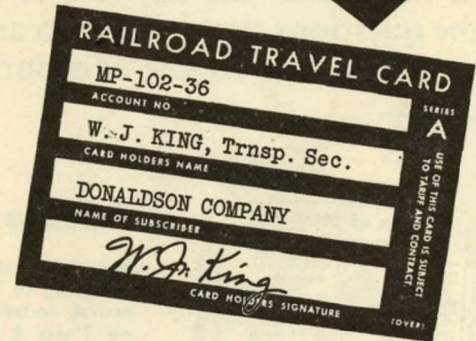 RAILROAD TRAVEL CARD
MP-102-36
ACCOUNT NO.
W. J. KING, Trnsp. Sec.
CARD HOLDERS NAME
DONALDSON COMPANY
NAME OF SUBSCRIBER
W. J. King
CARD HOLDERS SIGNATURE
SERIES
A
USE OF THIS CARD IS SUBJECT
TO TARIFF AND CONTRACT.
(OVER)